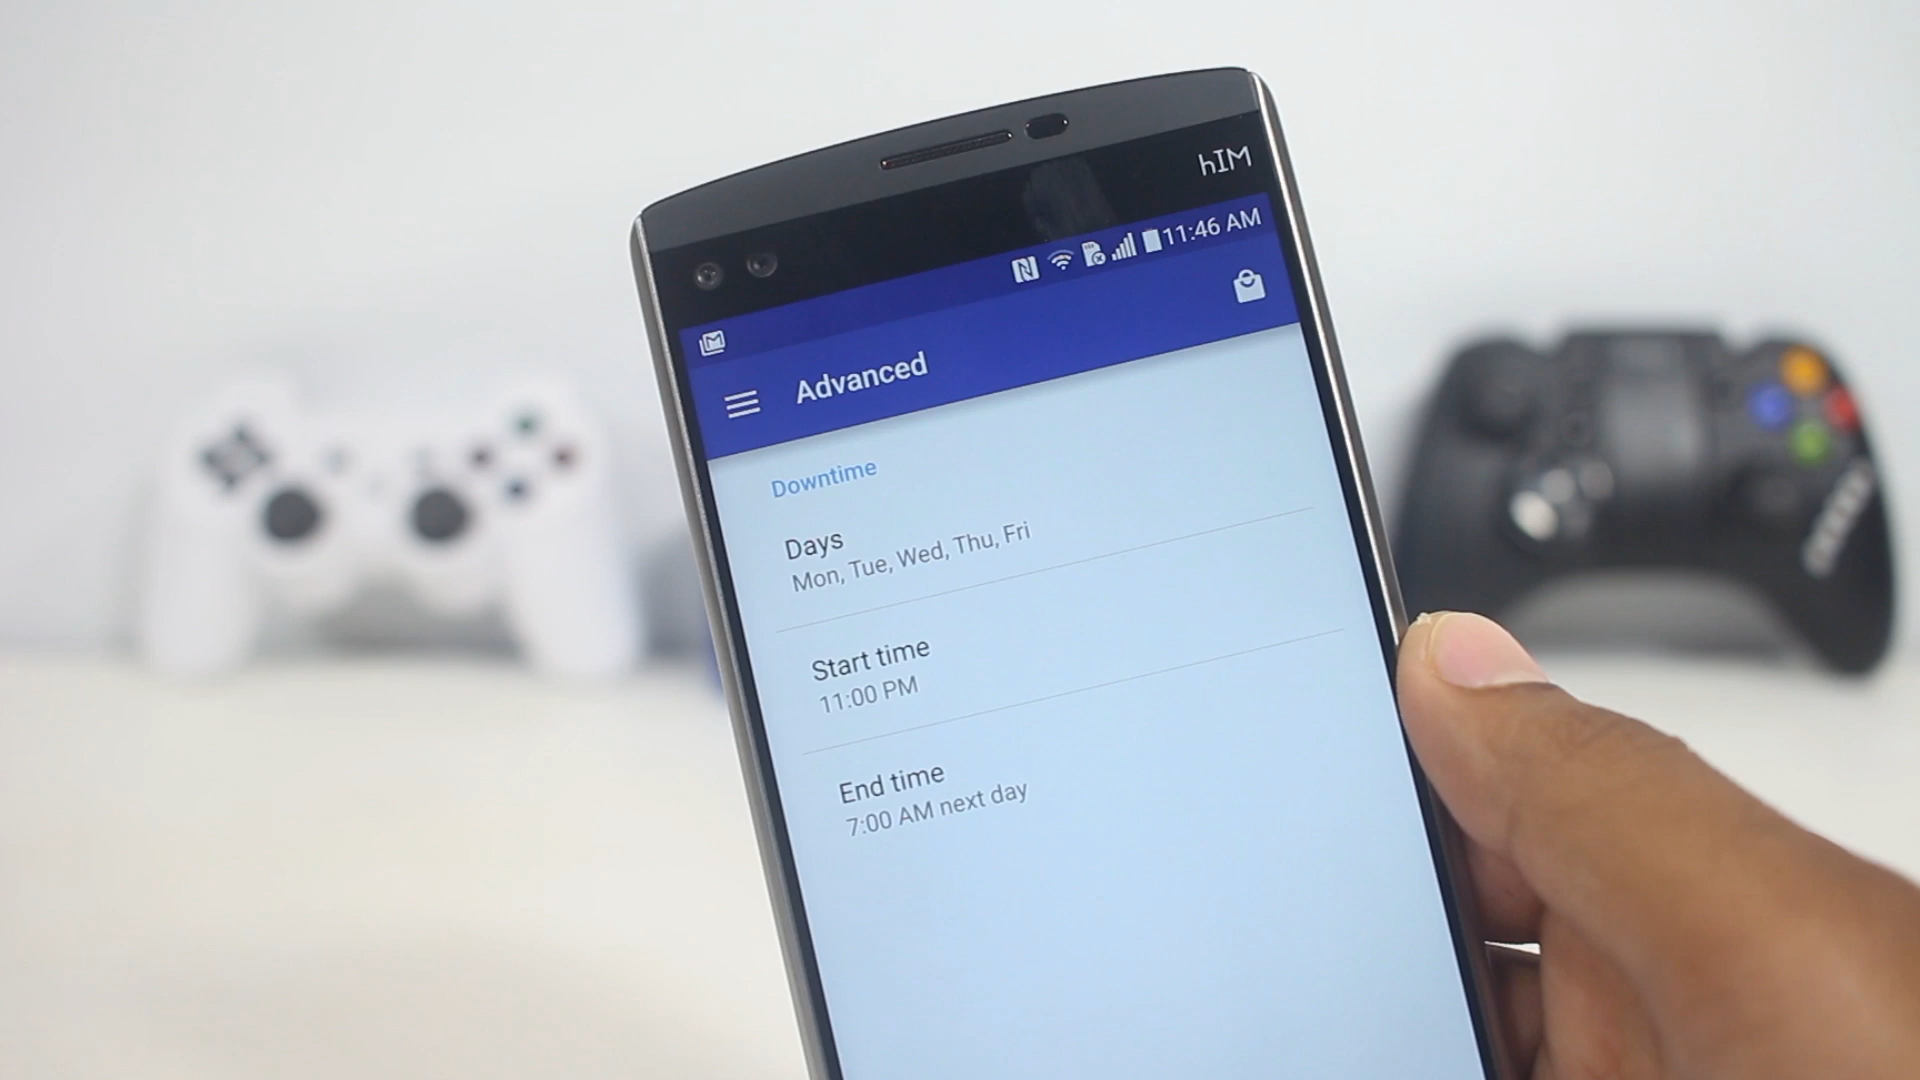 hIM
11:46 AM
Advanced
Downtime
Days
Mon, Tue, Wed, Thu, Fri
Start time
11:00 PM
End time
7:00 AM next day